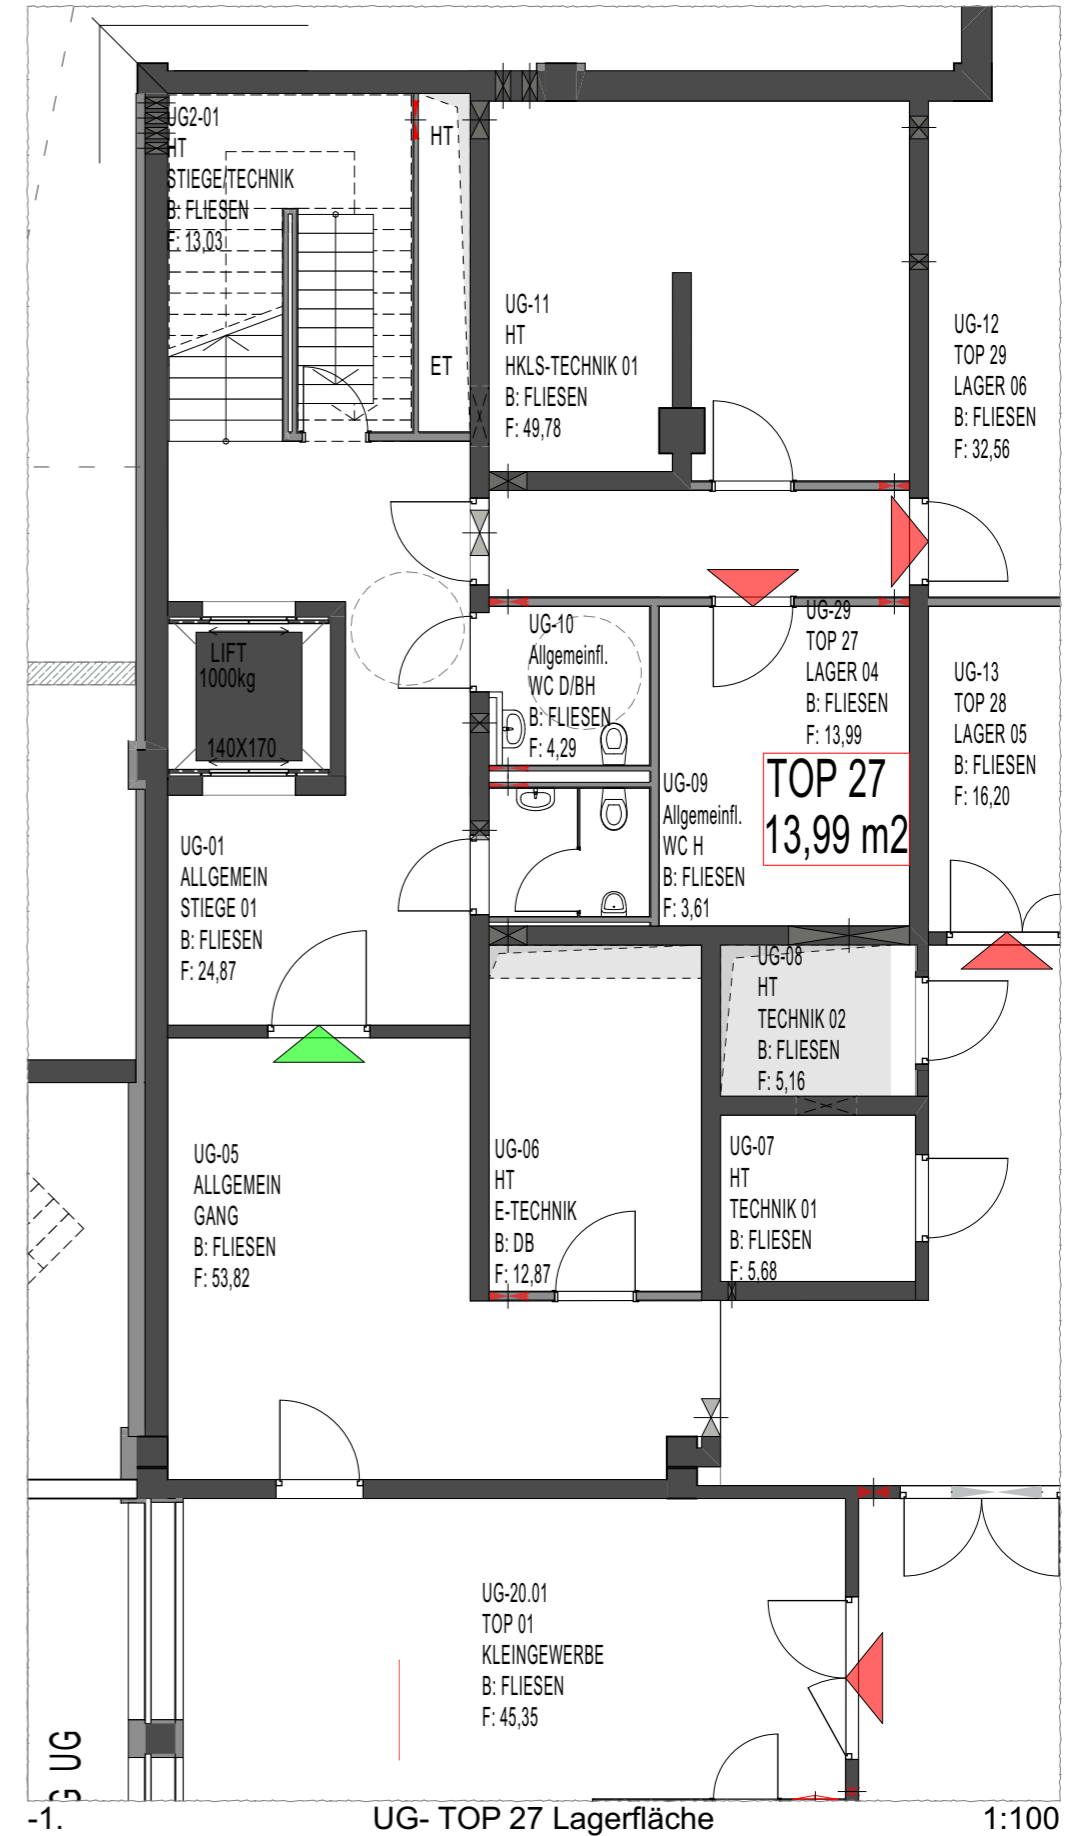 UG2-01
HT
STIEGE/TECHNIK
B: FLIESEN
F: 13,03
HT
ET
UG-11
HT
HKLS-TECHNIK 01
B: FLIESEN
F: 49,78
UG-12
TOP 29
LAGER 06
B: FLIESEN
F: 32,56
LIFT
1000kg
140X170
UG-10
Allgemeinfl.
WC D/BH
B: FLIESEN
F: 4,29
UG-29
TOP 27
LAGER 04
B: FLIESEN
F: 13,99
TOP 27
13,99 m2
UG-13
TOP 28
LAGER 05
B: FLIESEN
F: 16,20
UG-09
Allgemeinfl.
WC H
B: FLIESEN
F: 3,61
UG-01
ALLGEMEIN
STIEGE 01
B: FLIESEN
F: 24,87
UG-08
HT
TECHNIK 02
B: FLIESEN
F: 5,16
UG-05
ALLGEMEIN
GANG
B: FLIESEN
F: 53,82
UG-06
HT
E-TECHNIK
B: DB
F: 12,87
UG-07
HT
TECHNIK 01
B: FLIESEN
F: 5,68
UG-20.01
TOP 01
KLEINGEWERBE
B: FLIESEN
F: 45,35
G UG
-1.
UG- TOP 27 Lagerfläche
1:100